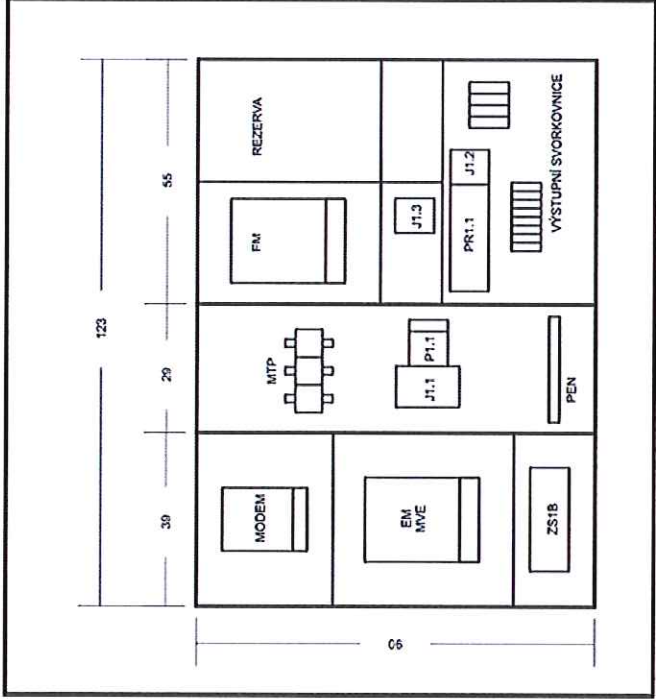 123
39
29
55
90
MODEM
MTP
FM
REZERVA
EM
MVE
J1.1
P1.1
J1.3
ZS1B
PEN
PR1.1
J1.2
VÝSTUPNÍ SVORKOVNICE